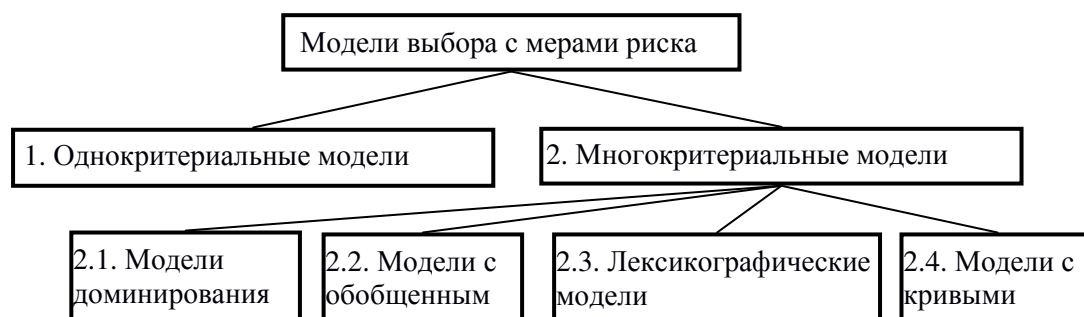 Модели выбора с мерами риска
1. Однокритериальные модели
2. Многокритериальные модели
2.1. Модели
доминирования
2.2. Модели с
обобщенным
2.3. Лексикографические
модели
2.4. Модели с
кривыми